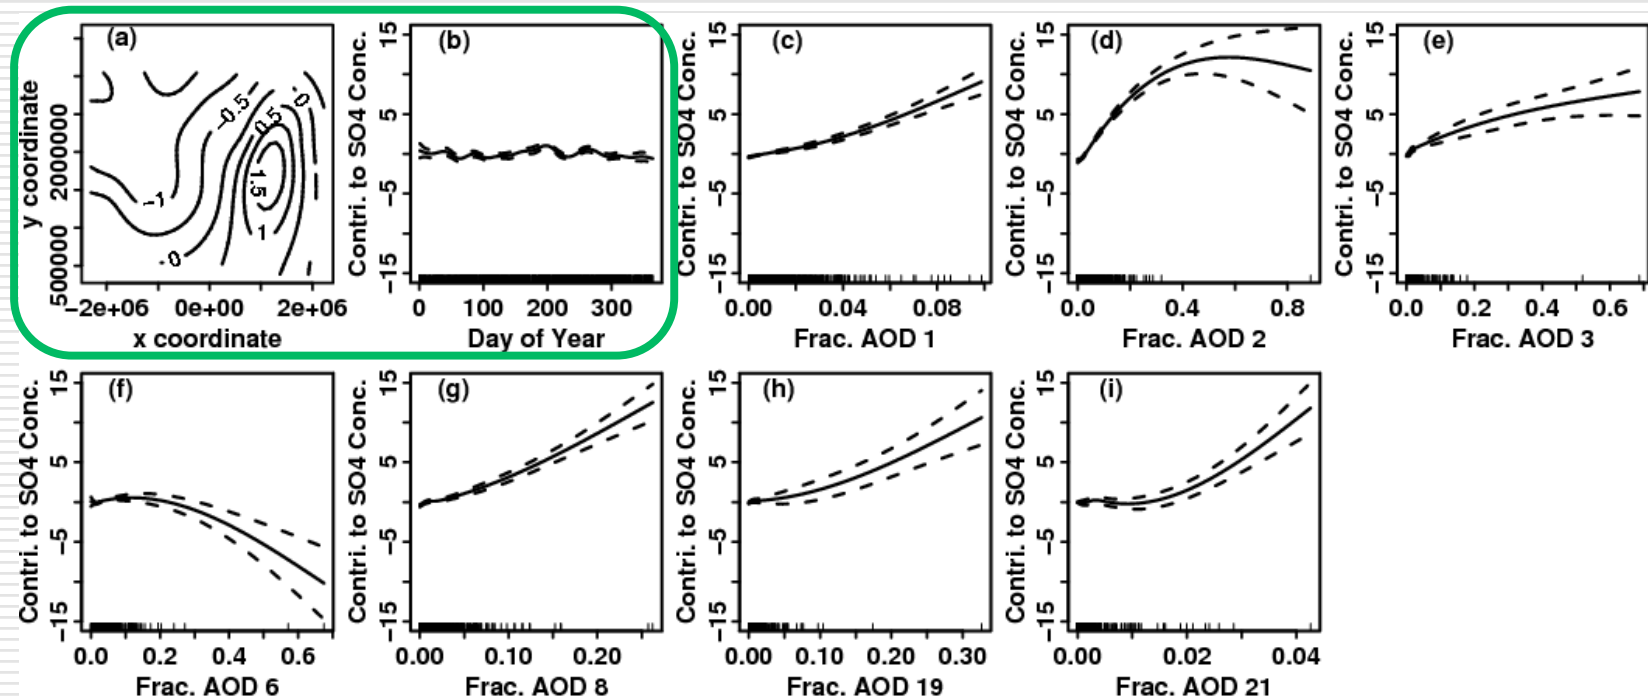 (a)
y coordinate
500000 2000000
−0.5
0
0.5
1.5
−1
1
0
−2e+06 0e+00 2e+06
x coordinate
(b)
Contri. to SO4 Conc.
−15 −5 5 15
0 100 200 300
Day of Year
(c)
Contri. to SO4 Conc.
−15 −5 5 15
0.00 0.04 0.08
Frac. AOD 1
(d)
Contri. to SO4 Conc.
−15 −5 5 15
0.0 0.4 0.8
Frac. AOD 2
(e)
Contri. to SO4 Conc.
−15 −5 5 15
0.0 0.2 0.4 0.6
Frac. AOD 3
(f)
Contri. to SO4 Conc.
−15 −5 5 15
0.0 0.2 0.4 0.6
Frac. AOD 6
(g)
Contri. to SO4 Conc.
−15 −5 5 15
0.00 0.10 0.20
Frac. AOD 8
(h)
Contri. to SO4 Conc.
−15 −5 5 15
0.00 0.10 0.20 0.30
Frac. AOD 19
(i)
Contri. to SO4 Conc.
−15 −5 5 15
0.00 0.02 0.04
Frac. AOD 21